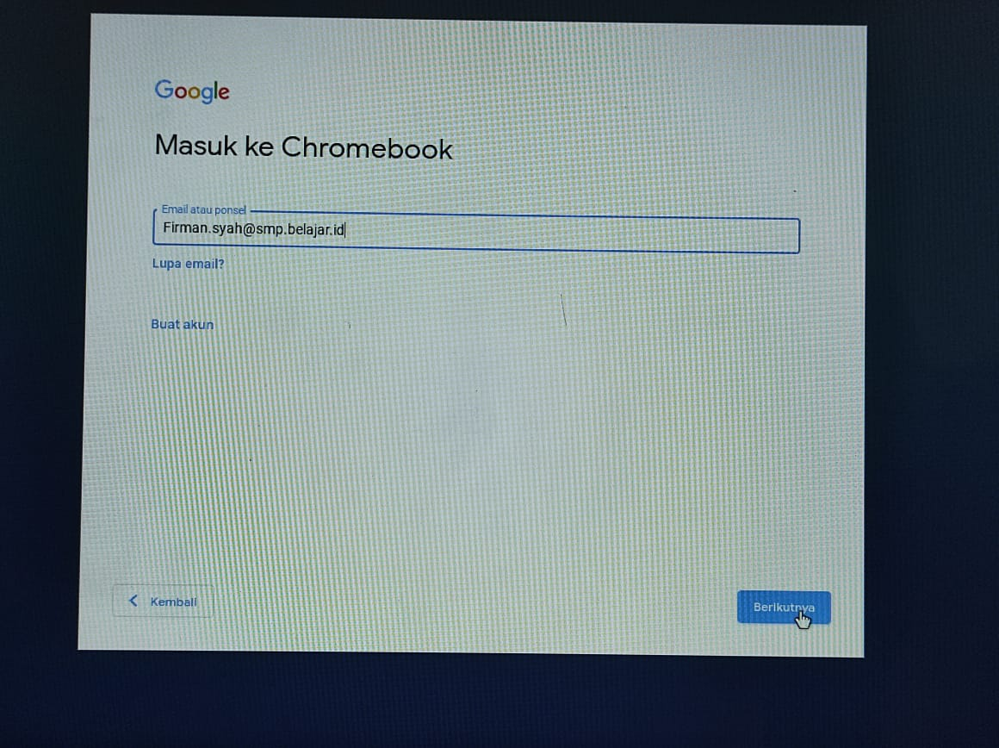 Google
Masuk ke Chromebook
Email atau ponsel
Firman.syah@smp.belajar.id
Lupa email?
Buat akun
Kembali
Berikutnya